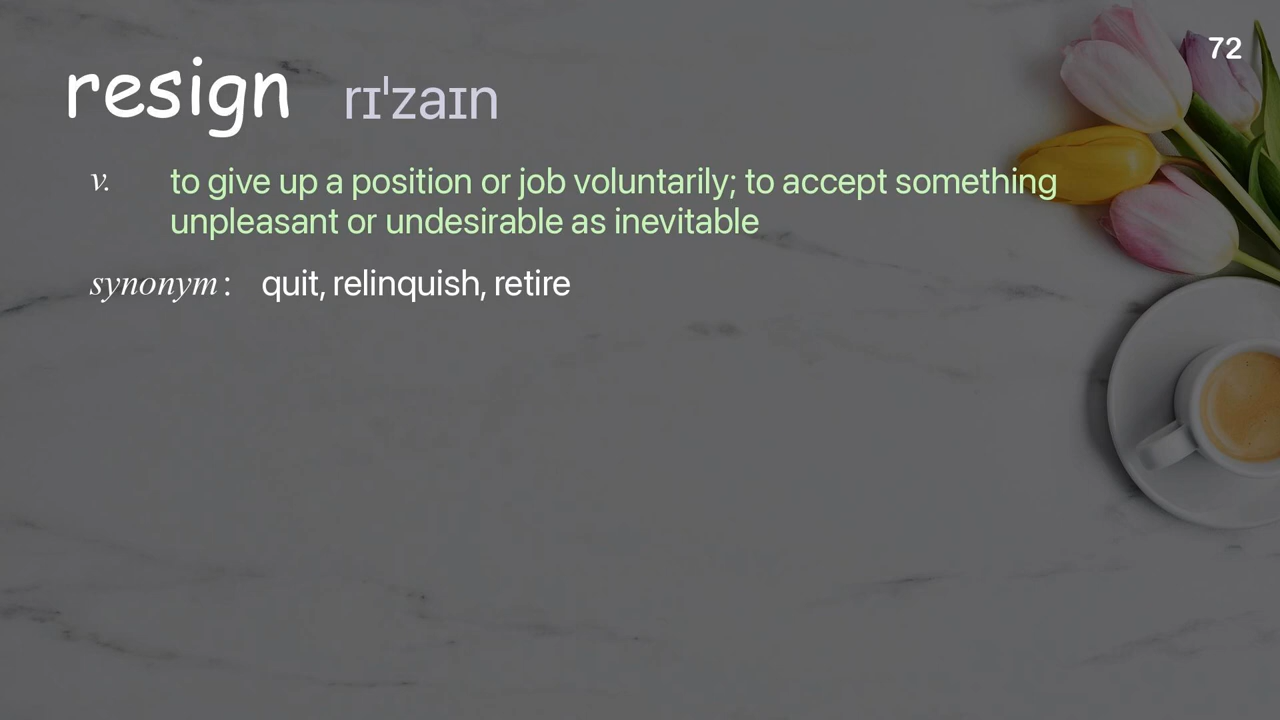 72
resign rɪˈzaɪn
v. to give up a position or job voluntarily; to accept something
unpleasant or undesirable as inevitable
synonym : quit, relinquish, retire